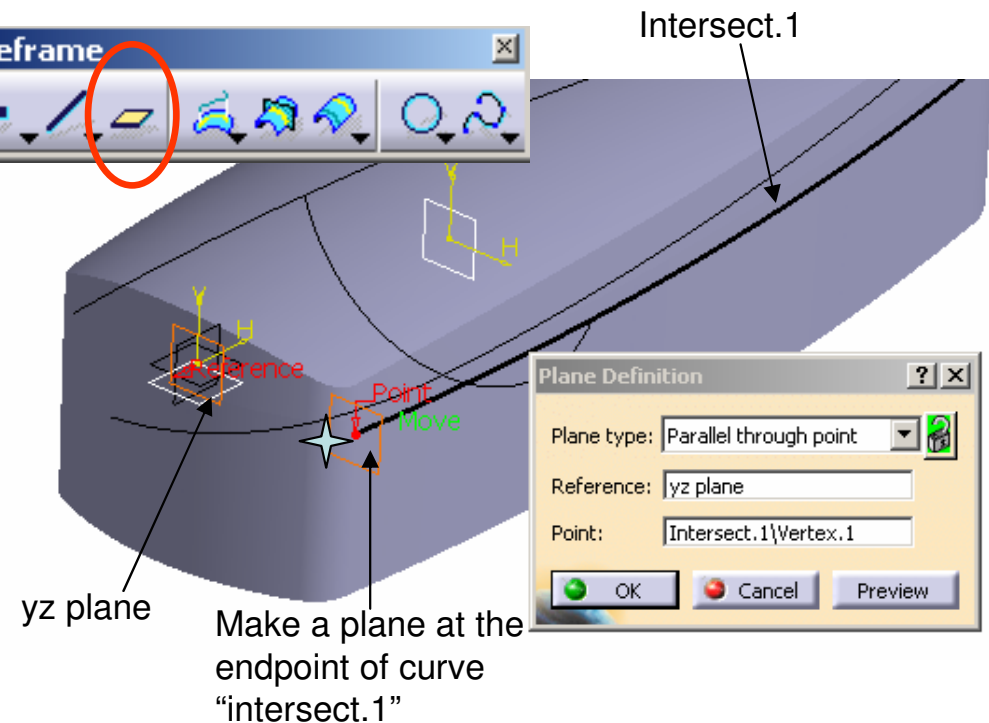 Intersect.1
eframe
Y
H
Y
H
Reference
Point
Move
Plane Definition
Plane type: Parallel through point
Reference: yz plane
Point: Intersect.1\Vertex.1
OK Cancel Preview
yz plane
Make a plane at the
endpoint of curve
“intersect.1”